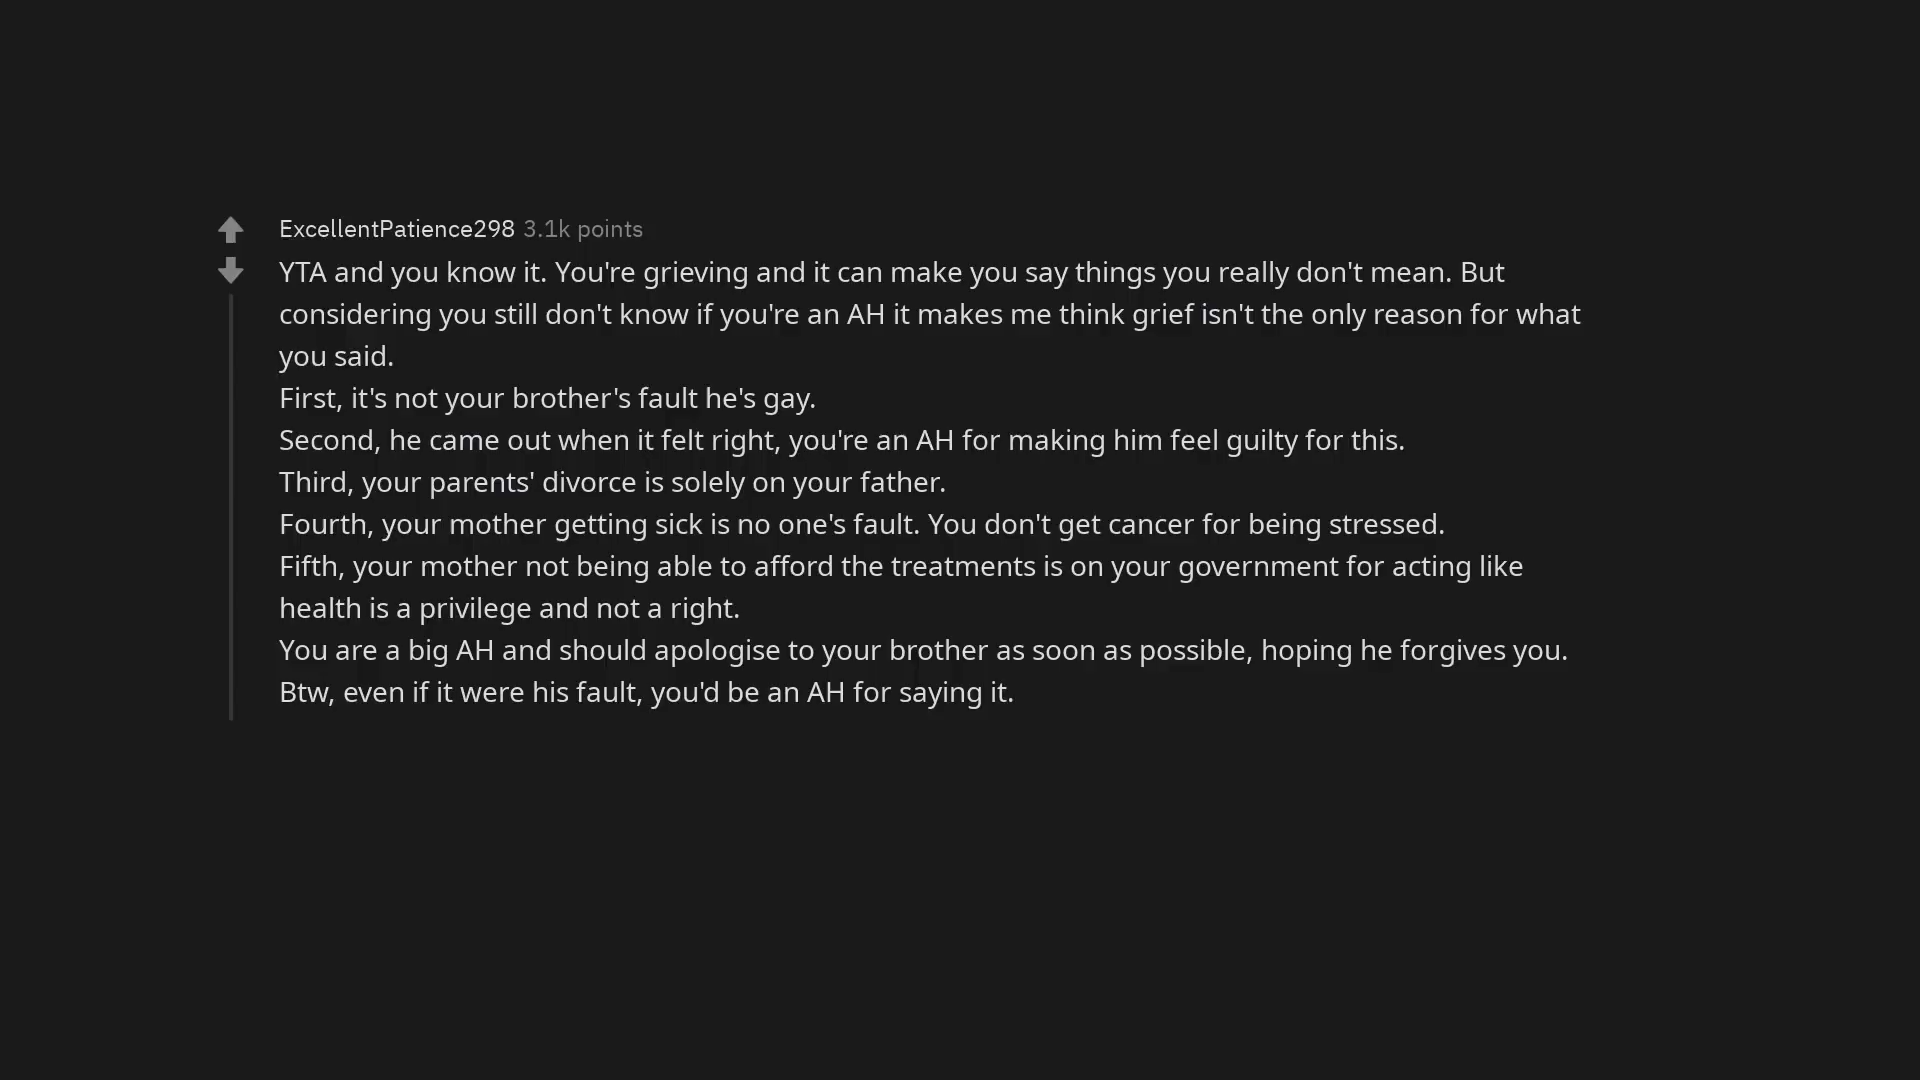 ExcellentPatience298 3.1k points
YTA and you know it. You're grieving and it can make you say things you really don't mean. But
considering you still don't know if you're an AH it makes me think grief isn't the only reason for what
you said.
First, it's not your brother's fault he's gay.
Second, he came out when it felt right, you're an AH for making him feel guilty for this.
Third, your parents' divorce is solely on your father.
Fourth, your mother getting sick is no one's fault. You don't get cancer for being stressed.
Fifth, your mother not being able to afford the treatments is on your government for acting like
health is a privilege and not a right.
You are a big AH and should apologise to your brother as soon as possible, hoping he forgives you.
Btw, even if it were his fault, you'd be an AH for saying it.